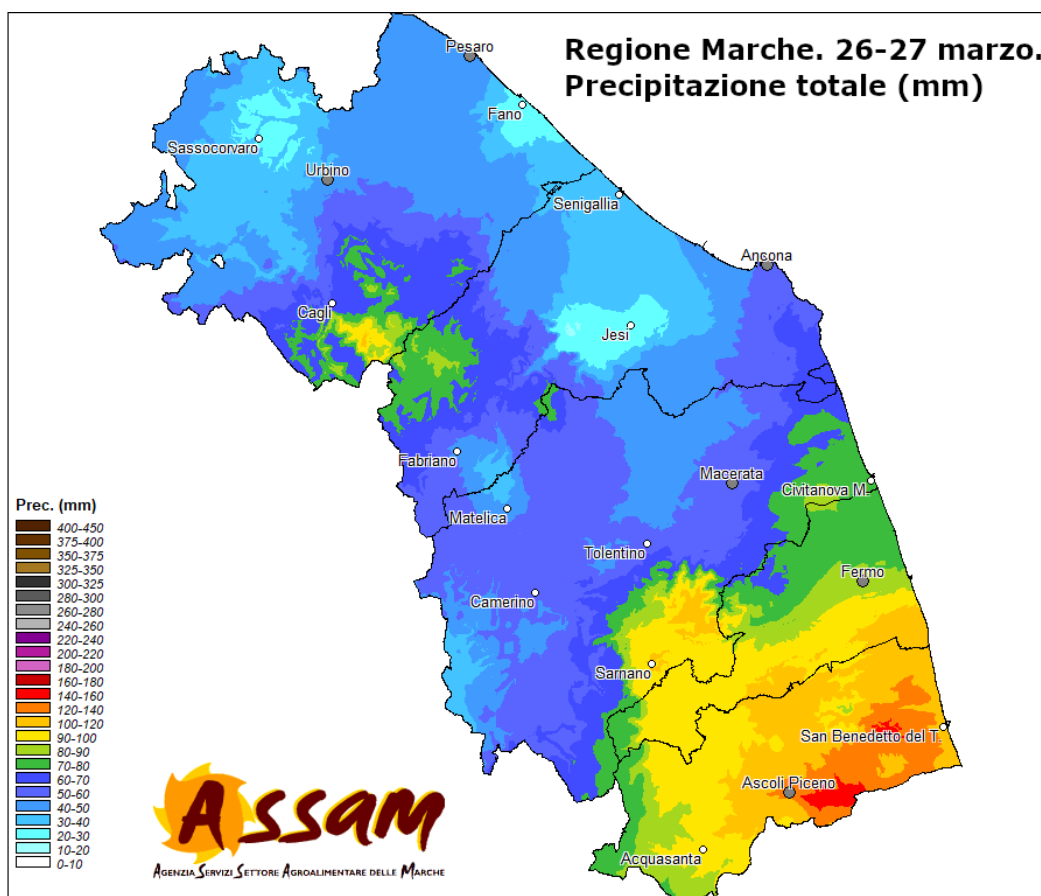 Regione Marche. 26-27 marzo.
Precipitazione totale (mm)
Pesaro
Fano
Sassocorvaro
Urbino
Senigallia
Ancona
Cagli
Jesi
Fabriano
Macerata
Civitanova M.
Matelica
Tolentino
Fermo
Camerino
Sarnano
San Benedetto del T.
Ascoli Piceno
Acquasanta
Prec. (mm)
400-450
375-400
350-375
325-350
300-325
280-300
260-280
240-260
220-240
200-220
180-200
160-180
140-160
120-140
100-120
90-100
80-90
70-80
60-70
50-60
40-50
30-40
20-30
10-20
0-10
ASSAM
AGENZIA SERVIZI SETTORE AGROALIMENTARE DELLE MARCHE